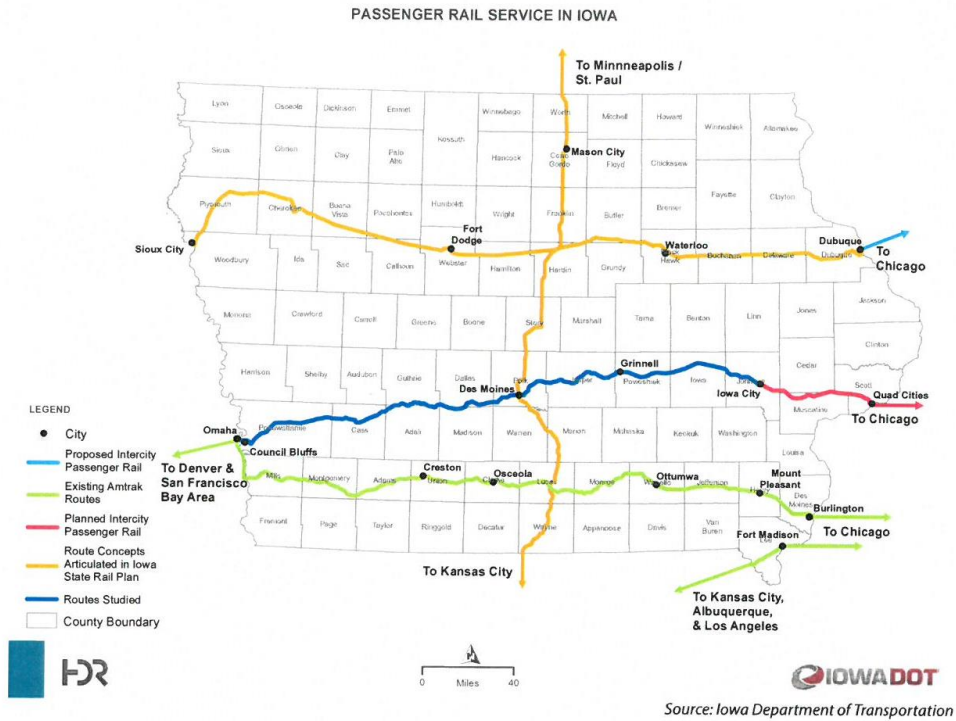 PASSENGER RAIL SERVICE IN IOWA
To Minnneapolis /
St. Paul
Lyon
Osceola
Dickinson
Emmet
Winnebago
Worth
Mitchell
Howard
Winneshiek
Allamakee
Kossuth
Sioux
Obrien
Clay
Palo
Alto
Hancock
Cerro
Gordo
Mason City
Floyd
Chickasaw
Plymouth
Cherokee
Buena
Vista
Pocahontas
Humboldt
Wright
Franklin
Butler
Bremer
Fayette
Clayton
Sioux City
Fort
Dodge
Waterloo
Dubuque
To
Chicago
Woodbury
Ida
Sac
Calhoun
Webster
Hamilton
Hardin
Grundy
Hawk
Buchanan
Delaware
Dubuque
Monona
Crawford
Carroll
Greene
Boone
Story
Marshall
Tama
Benton
Linn
Jones
Jackson
Clinton
Harrison
Shelby
Audubon
Guthrie
Dallas
Polk
Jasper
Grinnell
Poweshiek
Iowa
Johnson
Cedar
Scott
Des Moines
Iowa City
Quad Cities
To Chicago
Muscatine
Omaha
Council Bluffs
Pottawattamie
Cass
Adair
Madison
Warren
Marion
Mahaska
Keokuk
Washington
Louisa
To Denver &
San Francisco
Bay Area
Mills
Montgomery
Adams
Creston
Union
Osceola
Clarke
Lucas
Monroe
Ottumwa
Wapello
Jefferson
Mount
Pleasant
Henry
Des
Moines
Burlington
To Chicago
Fremont
Page
Taylor
Ringgold
Decatur
Wayne
Appanoose
Davis
Van
Buren
Fort Madison
Lee
To Kansas City
To Kansas City,
Albuquerque,
& Los Angeles
LEGEND
City
Proposed Intercity
Passenger Rail
Existing Amtrak
Routes
Planned Intercity
Passenger Rail
Route Concepts
Articulated in Iowa
State Rail Plan
Routes Studied
County Boundary
HDR
N
0 40
Miles
IOWADOT
Source: Iowa Department of Transportation